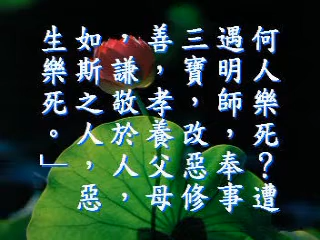 何人樂死？遭
遇明師，奉事
三寶，改惡修
善，孝養父母
，謙敬於人，
如斯之人，惡
生樂死。」